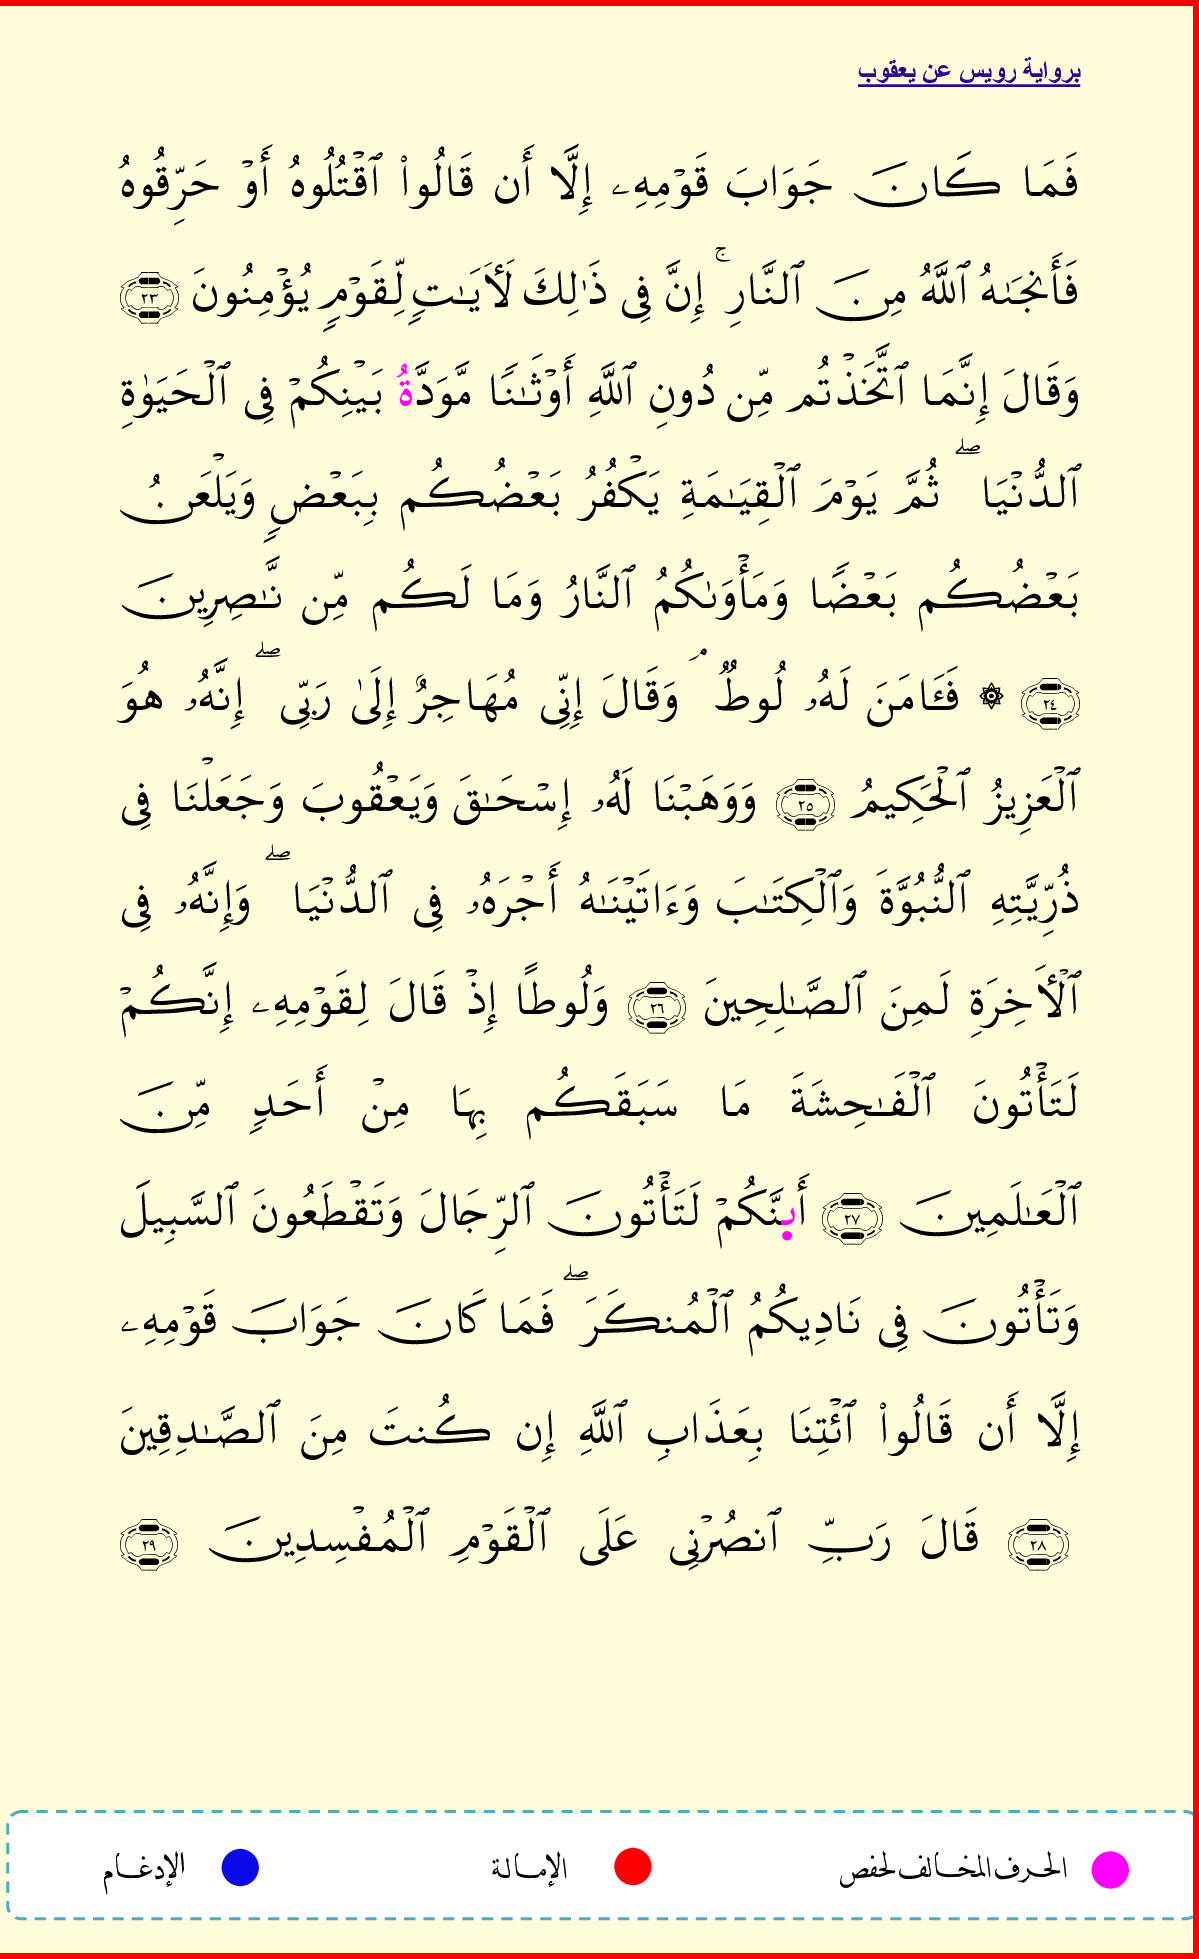 برواية رويس عن يعقوب
فَمَا كَانَ جَوَابَ قَوْمِهِۦ إِلَّآ أَن قَالُوا۟ ٱقْتُلُوهُ أَوْ حَرِّقُوهُ
فَأَنجَىٰهُ ٱللَّهُ مِنَ ٱلنَّارِ ۚ إِنَّ فِى ذَٰلِكَ لَأَيَـٰتٍ لِّقَوْمٍ يُؤْمِنُونَ ٢٣
وَقَالَ إِنَّمَا ٱتَّخَذْتُم مِّن دُونِ ٱللَّهِ أَوْثَـٰنًا مَّوَدَّةُ بَيْنِكُمْ فِى ٱلْحَيَوٰةِ
ٱلدُّنْيَا ۖ ثُمَّ يَوْمَ ٱلْقِيَـٰمَةِ يَكْفُرُ بَعْضُكُم بِبَعْضٍ وَيَلْعَنُ
بَعْضُكُم بَعْضًا وَمَأْوَىٰكُمُ ٱلنَّارُ وَمَا لَكُم مِّن نَّـٰصِرِينَ
٢٤ ۞ فَـَٔامَنَ لَهُۥ لُوطٌ ۘ وَقَالَ إِنِّى مُهَاجِرٌ إِلَىٰ رَبِّى ۖ إِنَّهُۥ هُوَ
ٱلْعَزِيزُ ٱلْحَكِيمُ ٢٥ وَوَهَبْنَا لَهُۥ إِسْحَـٰقَ وَيَعْقُوبَ وَجَعَلْنَا فِى
ذُرِّيَّتِهِ ٱلنُّبُوَّةَ وَٱلْكِتَـٰبَ وَءَاتَيْنَـٰهُ أَجْرَهُۥ فِى ٱلدُّنْيَا ۖ وَإِنَّهُۥ فِى
ٱلْأَخِرَةِ لَمِنَ ٱلصَّـٰلِحِينَ ٢٦ وَلُوطًا إِذْ قَالَ لِقَوْمِهِۦ إِنَّكُمْ
لَتَأْتُونَ ٱلْفَـٰحِشَةَ مَا سَبَقَكُم بِهَا مِنْ أَحَدٍ مِّنَ
ٱلْعَـٰلَمِينَ ٢٧ أَىِٕنَّكُمْ لَتَأْتُونَ ٱلرِّجَالَ وَتَقْطَعُونَ ٱلسَّبِيلَ
وَتَأْتُونَ فِى نَادِيكُمُ ٱلْمُنكَرَ ۖ فَمَا كَانَ جَوَابَ قَوْمِهِۦ
إِلَّا أَن قَالُوا۟ ٱئْتِنَا بِعَذَابِ ٱللَّهِ إِن كُنتَ مِنَ ٱلصَّـٰدِقِينَ
٢٨ قَالَ رَبِّ ٱنصُرْنِى عَلَى ٱلْقَوْمِ ٱلْمُفْسِدِينَ ٢٩
الحرف المخالف لحفص الإمالة الإدغام